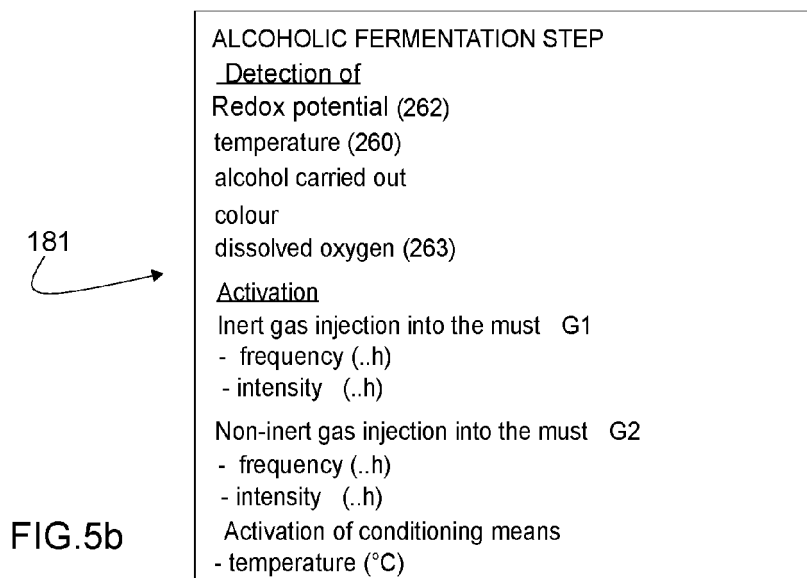 ALCOHOLIC FERMENTATION STEP
Detection of
Redox potential (262)
temperature (260)
alcohol carried out
colour
dissolved oxygen (263)
181
Activation
Inert gas injection into the must G1
- frequency (..h)
- intensity (..h)
Non-inert gas injection into the must G2
- frequency (..h)
- intensity (..h)
Activation of conditioning means
- temperature (°C)
FIG.5b